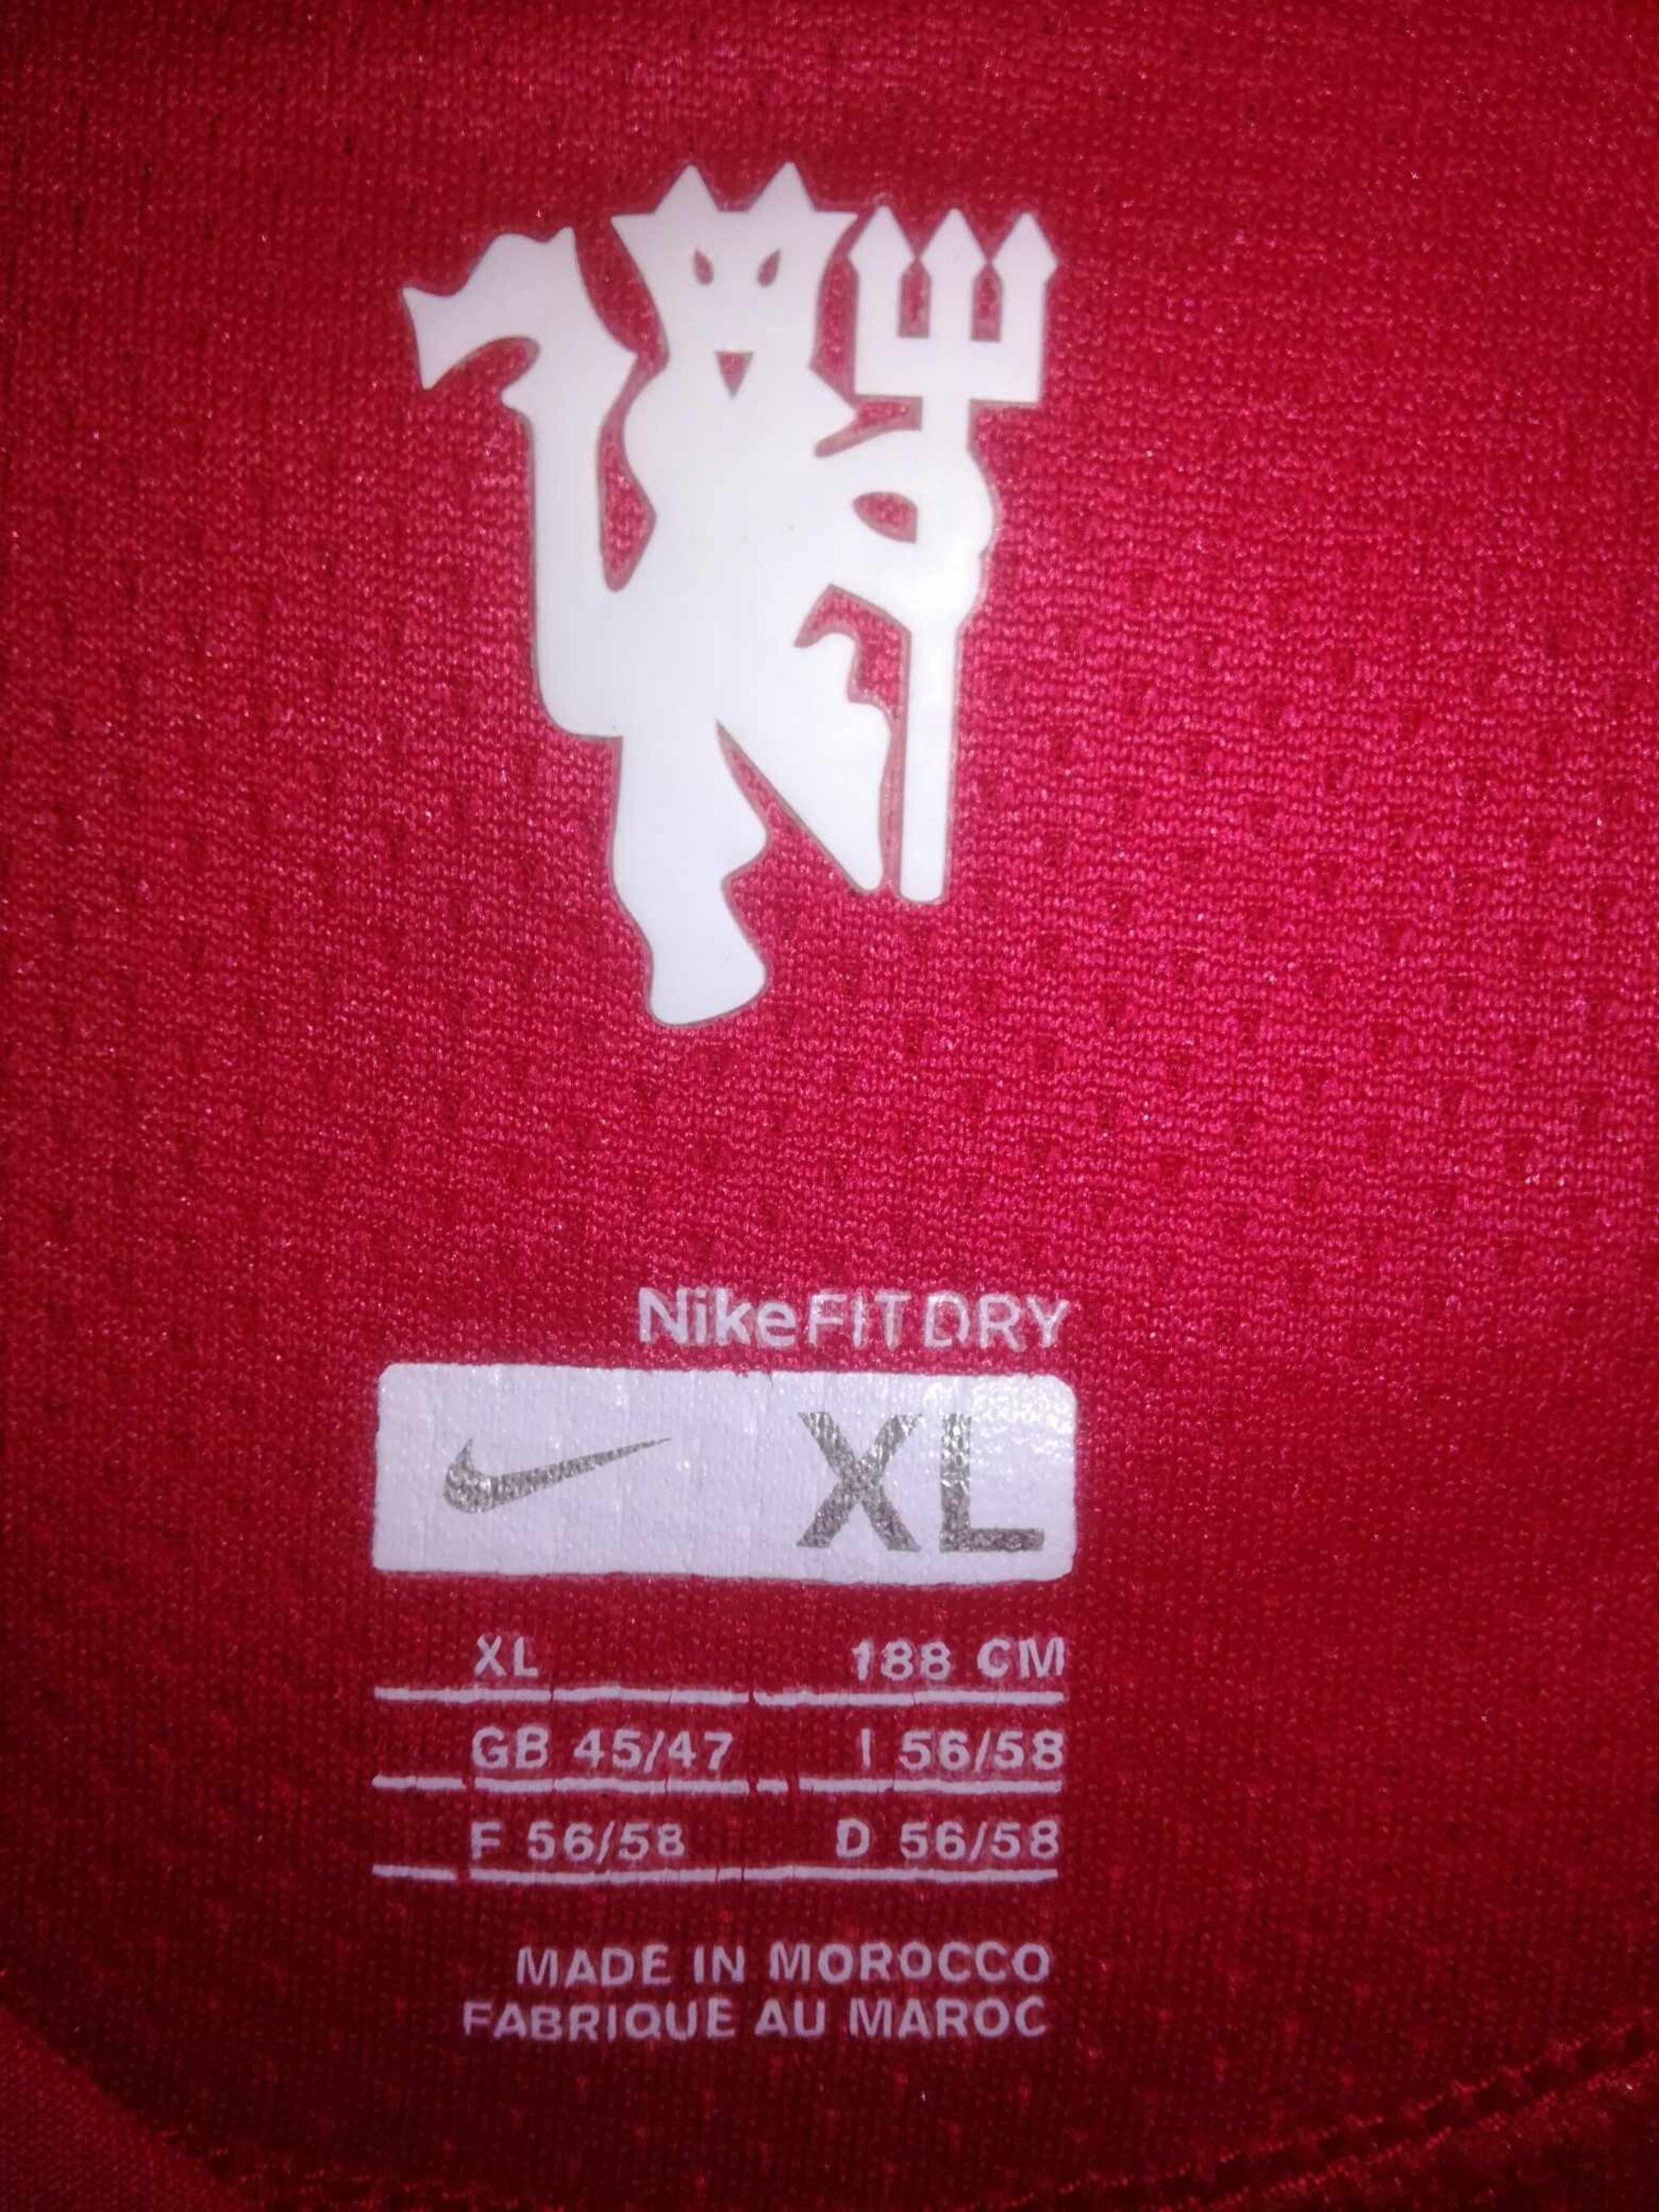 NikeFIT DRY
XL
XL 188 CM
GB 45/47 I 56/58
F 56/58 D 56/58
MADE IN MOROCCO
FABRIQUE AU MAROC